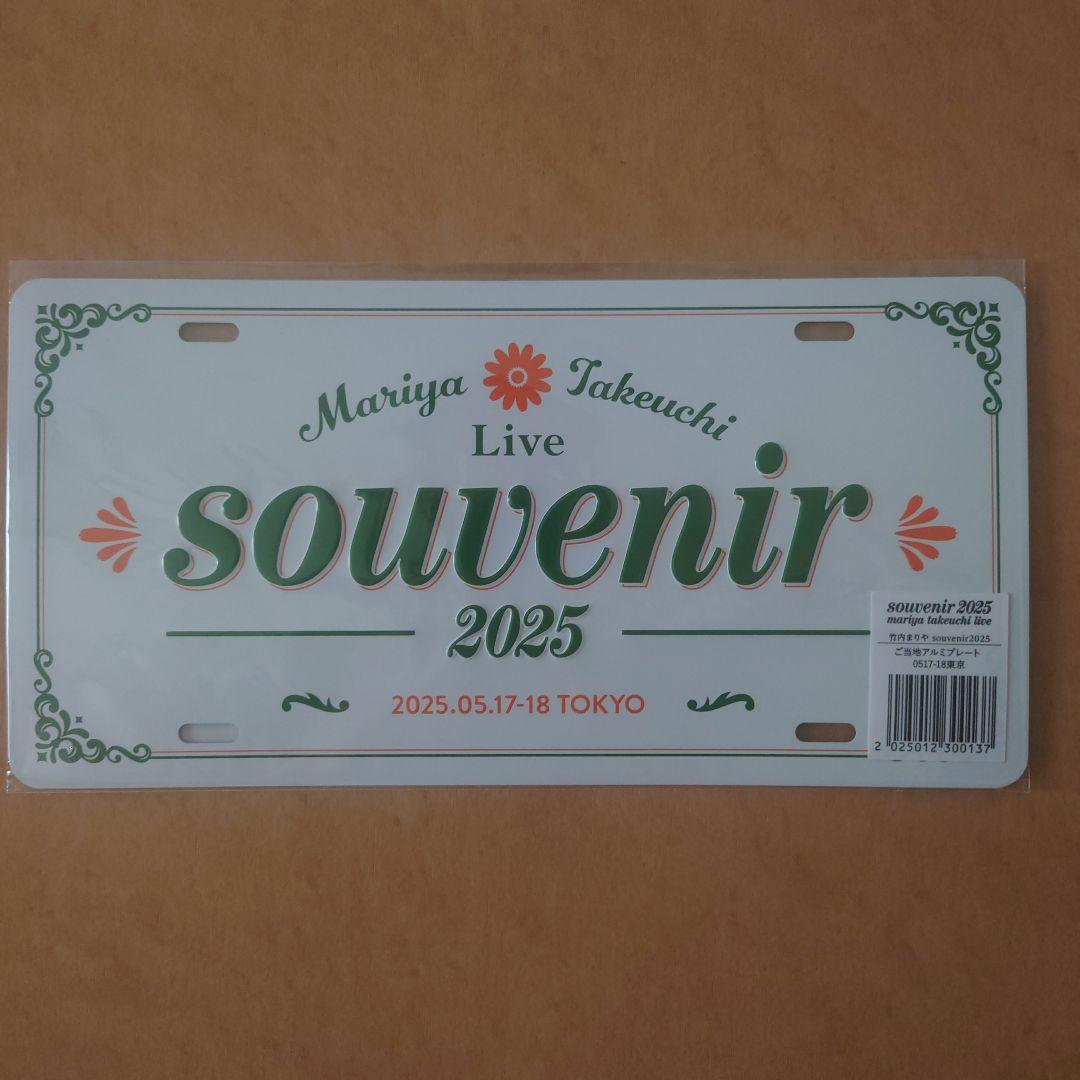 Mariya Takeuchi
Live
souvenir
2025
2025.05.17-18 TOKYO
souvenir 2025
mariya takeuchi live
竹内まりや souvenir2025
ご当地アルミプレート
0517-18東京
2 025012 300137